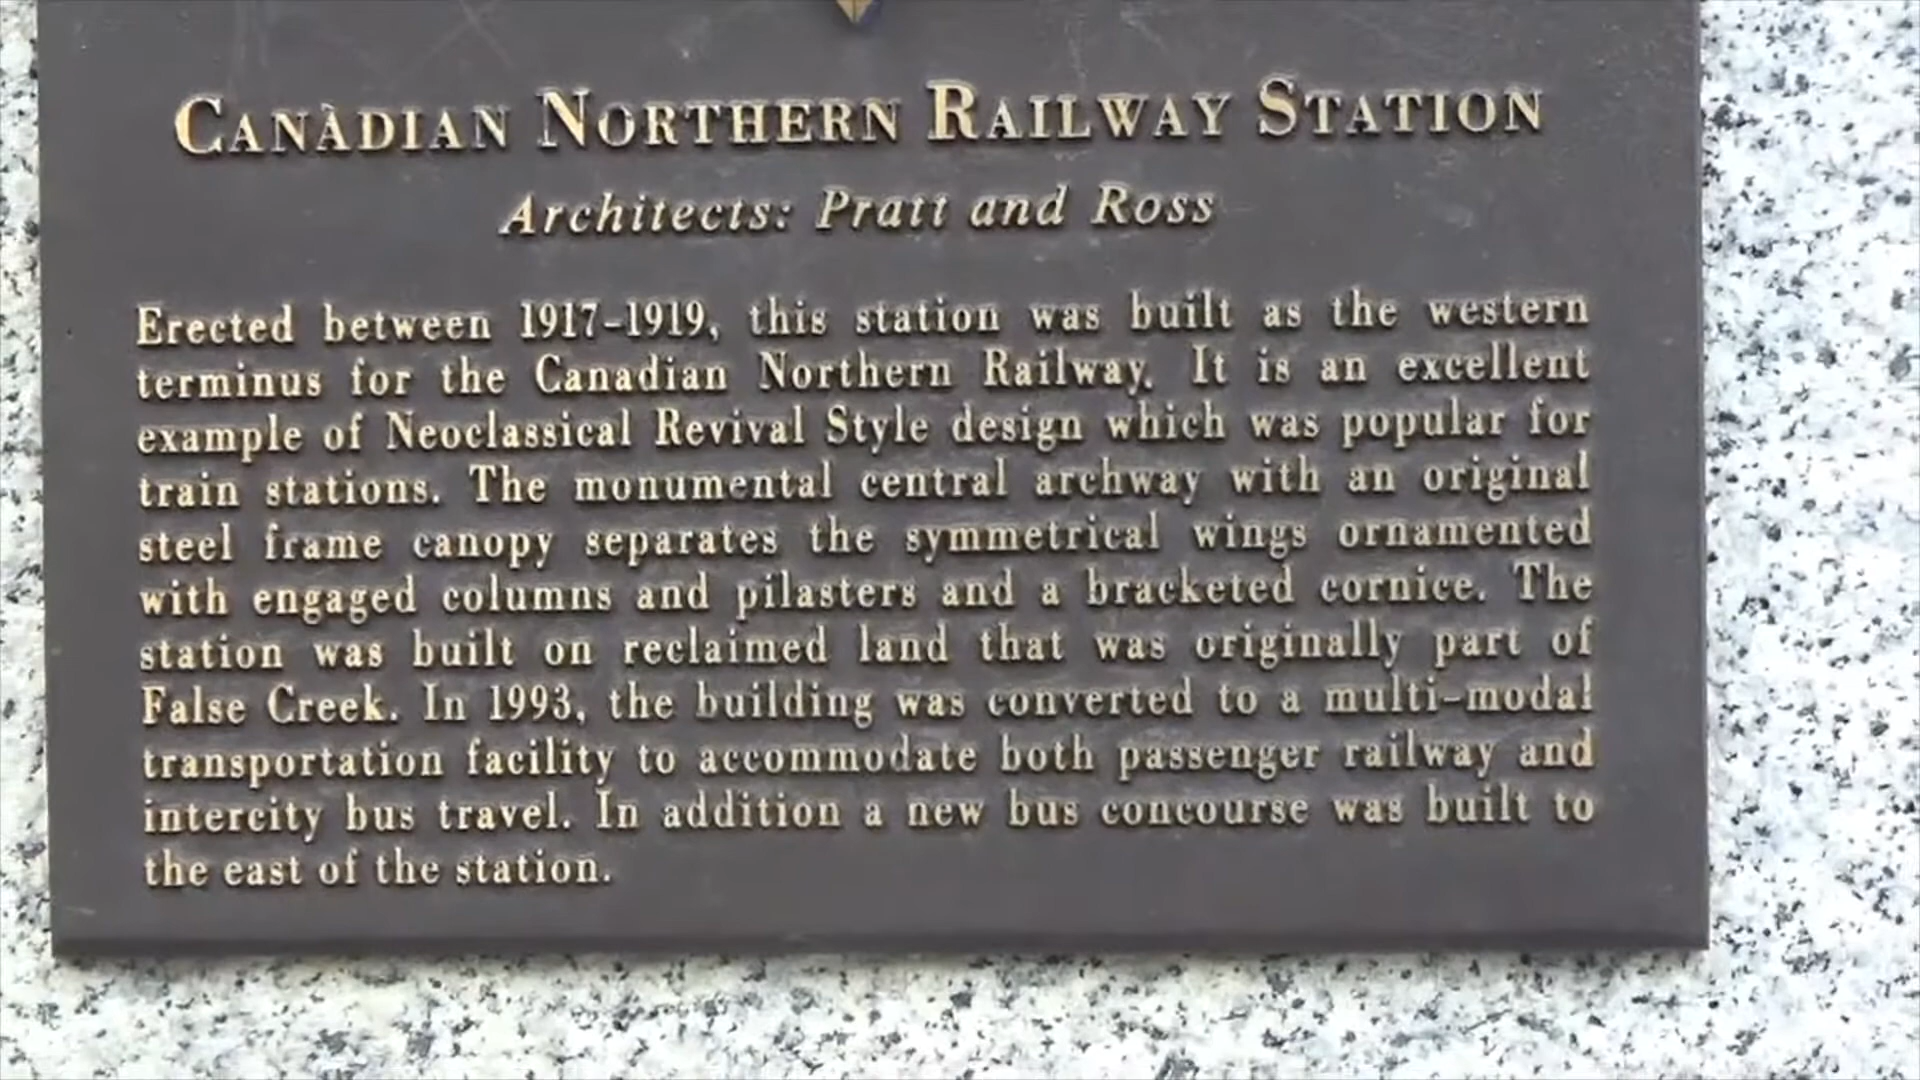 CANADIAN NORTHERN RAILWAY STATION
Architects: Pratt and Ross
Erected between 1917-1919, this station was built as the western
terminus for the Canadian Northern Railway. It is an excellent
example of Neoclassical Revival Style design which was popular for
train stations. The monumental central archway with an original
steel frame canopy separates the symmetrical wings ornamented
with engaged columns and pilasters and a bracketed cornice. The
station was built on reclaimed land that was originally part of
False Creek. In 1993, the building was converted to a multi-modal
transportation facility to accommodate both passenger railway and
intercity bus travel. In addition a new bus concourse was built to
the east of the station.